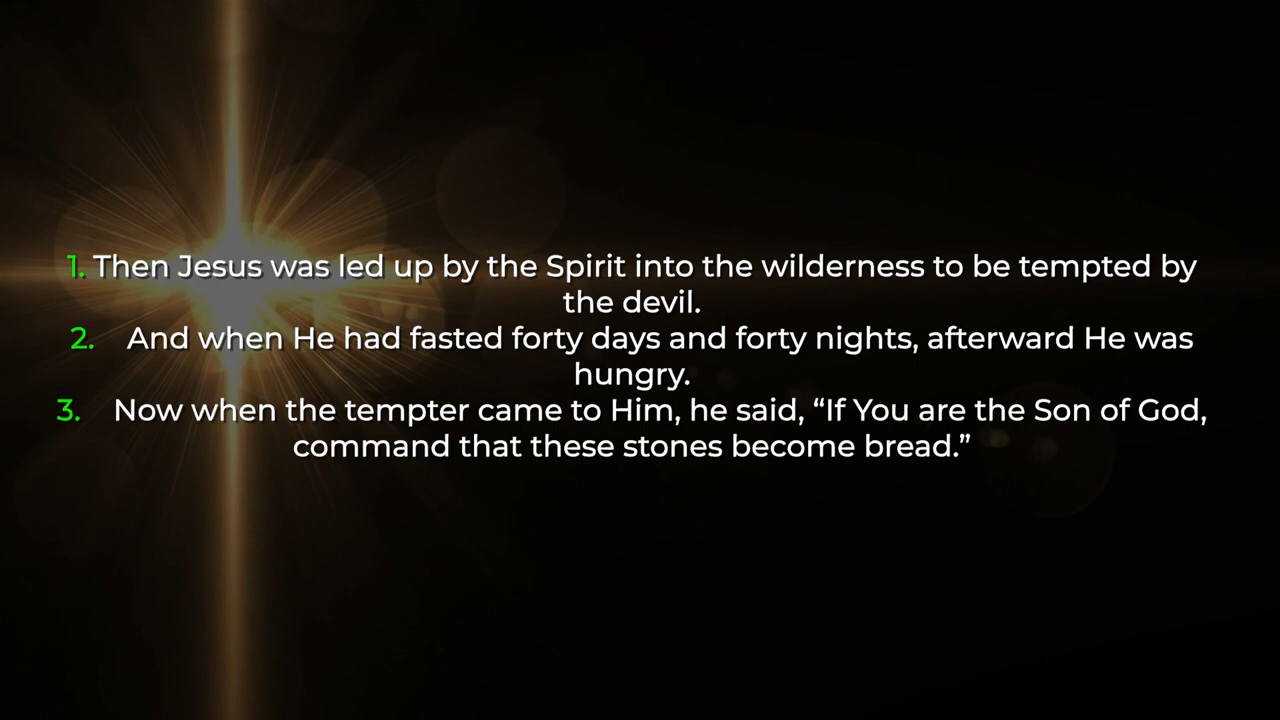 1. Then Jesus was led up by the Spirit into the wilderness to be tempted by
the devil.
2. And when He had fasted forty days and forty nights, afterward He was
hungry.
3. Now when the tempter came to Him, he said, “If You are the Son of God,
command that these stones become bread.”